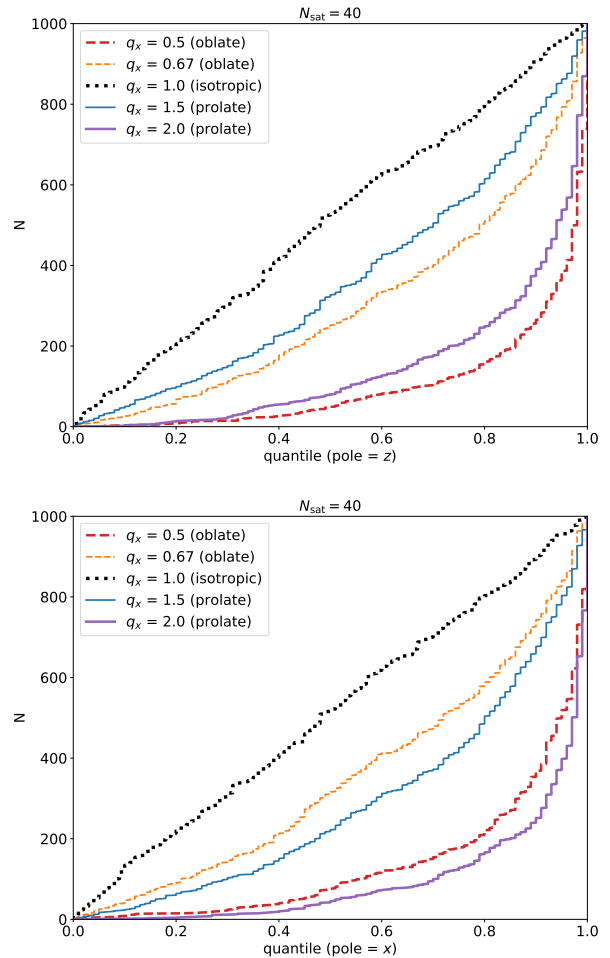 N_sat = 40
1000
800
600
400
200
0
N
q_x = 0.5 (oblate)
q_x = 0.67 (oblate)
q_x = 1.0 (isotropic)
q_x = 1.5 (prolate)
q_x = 2.0 (prolate)
0.0 0.2 0.4 0.6 0.8 1.0
quantile (pole = z)
N_sat = 40
1000
800
600
400
200
0
N
q_x = 0.5 (oblate)
q_x = 0.67 (oblate)
q_x = 1.0 (isotropic)
q_x = 1.5 (prolate)
q_x = 2.0 (prolate)
0.0 0.2 0.4 0.6 0.8 1.0
quantile (pole = x)